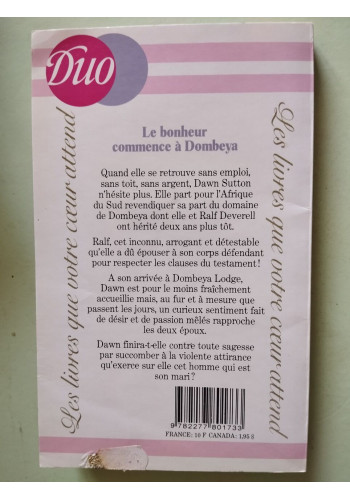 Duo
Les livres que votre cœur attend
Les livres que votre cœur attend
Le bonheur
commence à Dombeya
Quand elle se retrouve sans emploi,
sans toit, sans argent, Dawn Sutton
n'hésite plus. Elle part pour l'Afrique
du Sud revendiquer sa part du domaine
de Dombeya dont elle et Ralf Deverell
ont hérité deux ans plus tôt.
Ralf, cet inconnu, arrogant et détestable
qu'elle a dû épouser à son corps défendant
pour respecter les clauses du testament !
A son arrivée à Dombeya Lodge,
Dawn est pour le moins fraîchement
accueillie mais, au fur et à mesure que
passent les jours, un curieux sentiment fait
de désir et de passion mêlés rapproche
les deux époux.
Dawn finira-t-elle contre toute sagesse
par succomber à la violente attirance
qu'exerce sur elle cet homme qui est
son mari ?
9 782277 801733
FRANCE: 10 F CANADA: 1,95 $